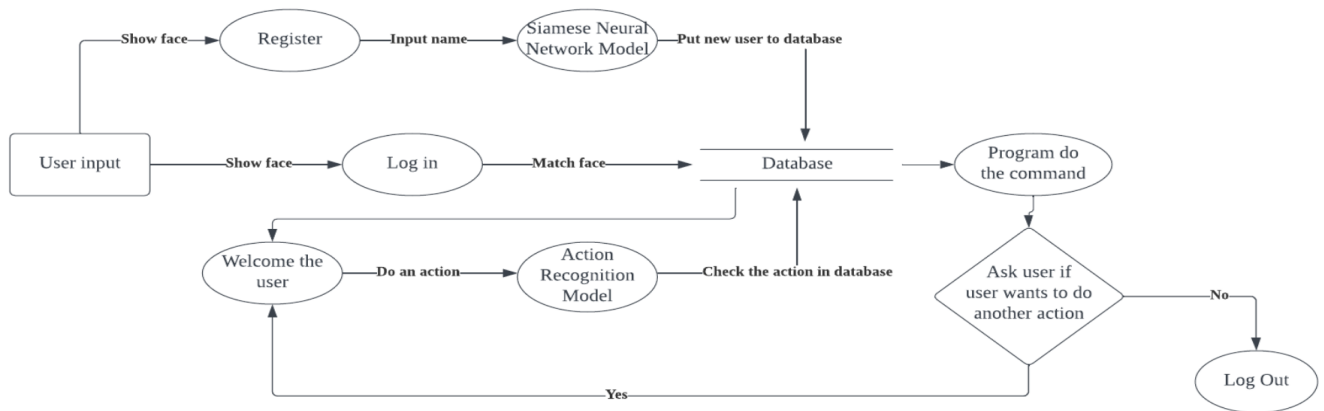 Show face
Register
Input name
Siamese Neural
Network Model
Put new user to database
User input
Show face
Log in
Match face
Database
Program do
the command
Welcome the
user
Do an action
Action
Recognition
Model
Check the action in database
Ask user if
user wants to do
another action
No
Log Out
Yes